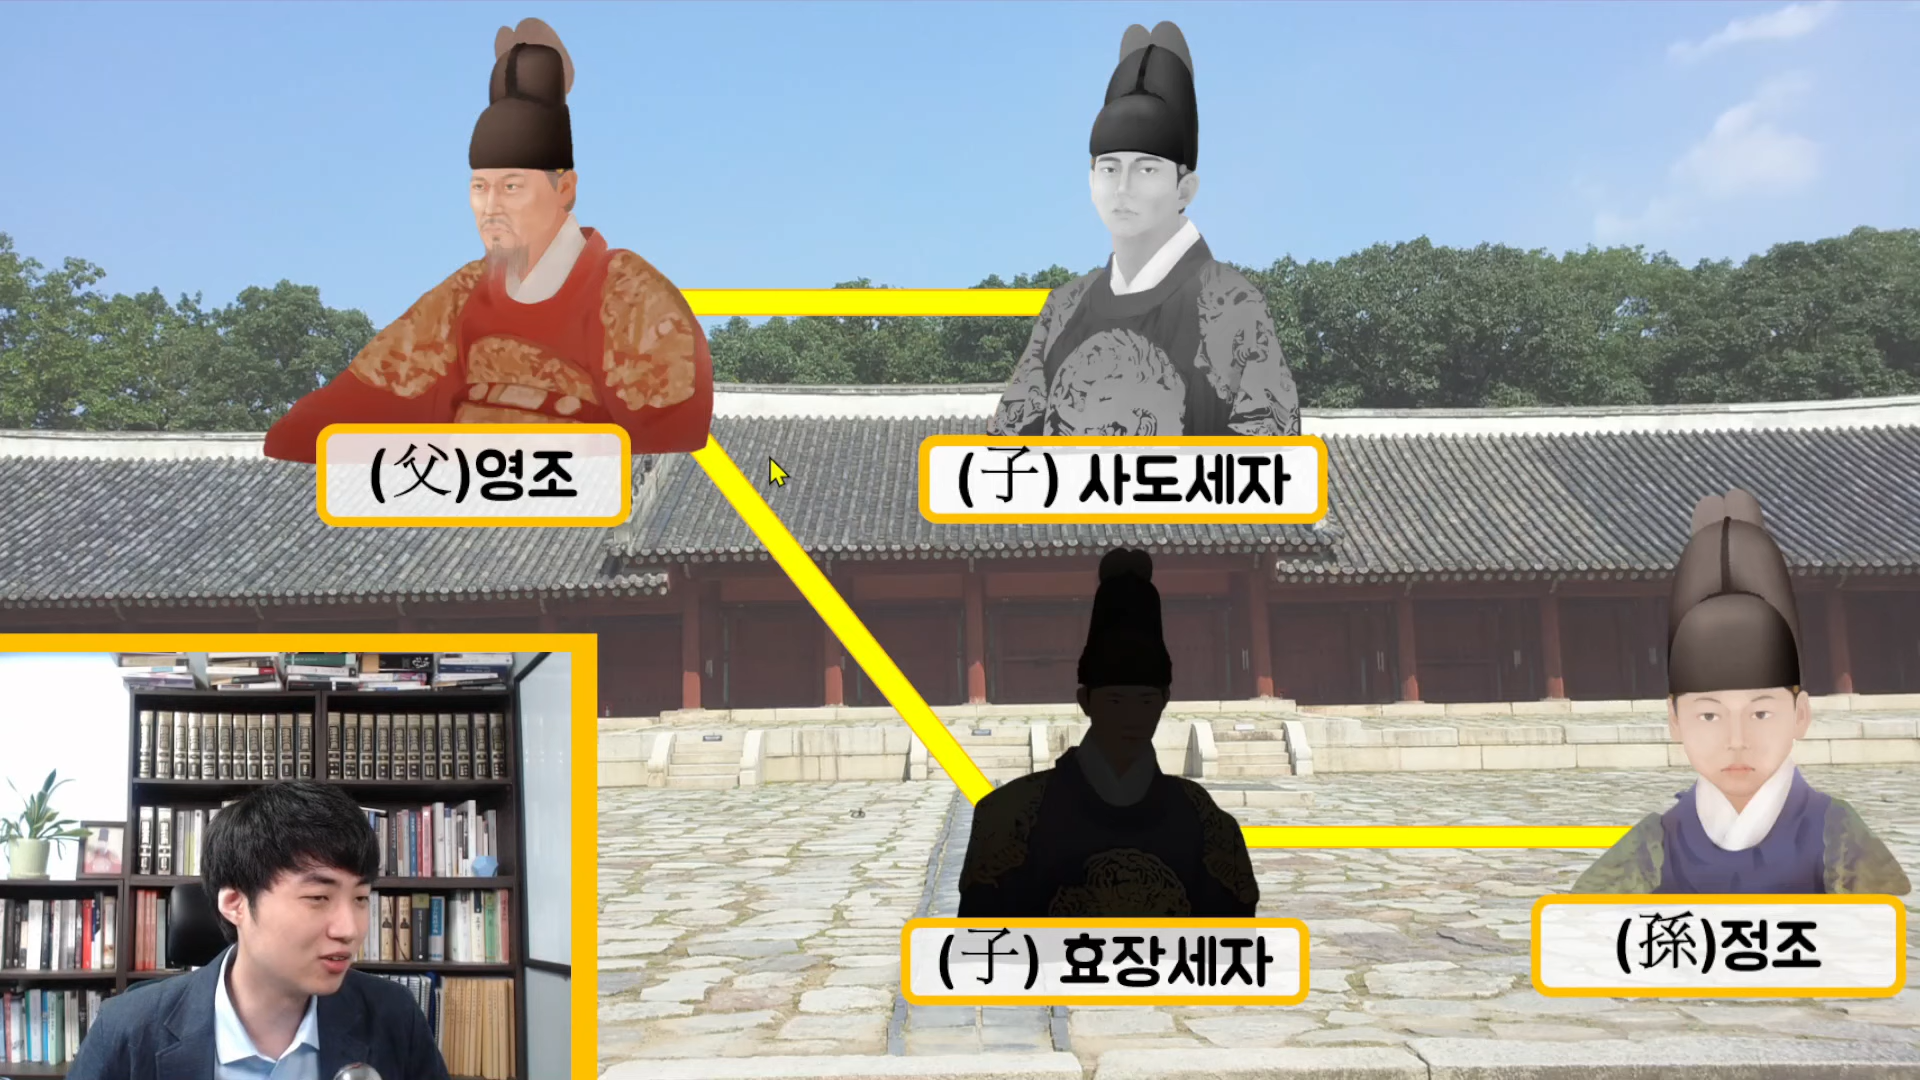 (父)영조
(子) 사도세자
(子) 효장세자
(孫)정조